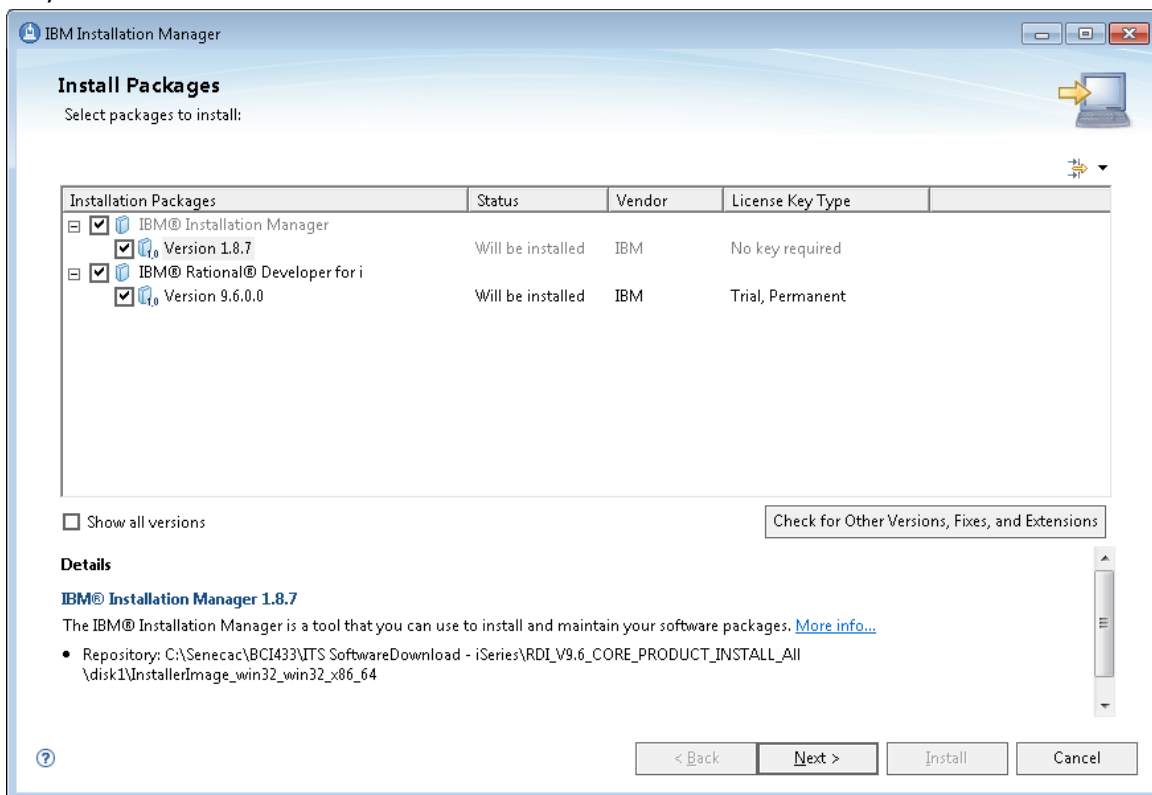 IBM Installation Manager
Install Packages
Select packages to install:
Installation Packages Status Vendor License Key Type
IBM® Installation Manager
Version 1.8.7 Will be installed IBM No key required
IBM® Rational® Developer for i
Version 9.6.0.0 Will be installed IBM Trial, Permanent
Show all versions Check for Other Versions, Fixes, and Extensions
Details
IBM® Installation Manager 1.8.7
The IBM® Installation Manager is a tool that you can use to install and maintain your software packages. More info...
• Repository: C:\Senecac\BCI433\ITS SoftwareDownload - iSeries\RDI_V9.6_CORE_PRODUCT_INSTALL_All
\disk1\InstallerImage_win32_win32_x86_64
< Back Next > Install Cancel